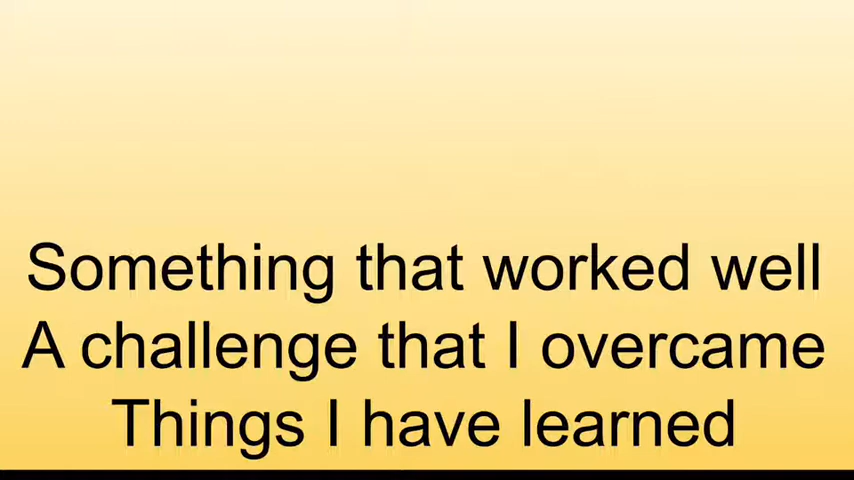 Something that worked well
A challenge that I overcame
Things I have learned